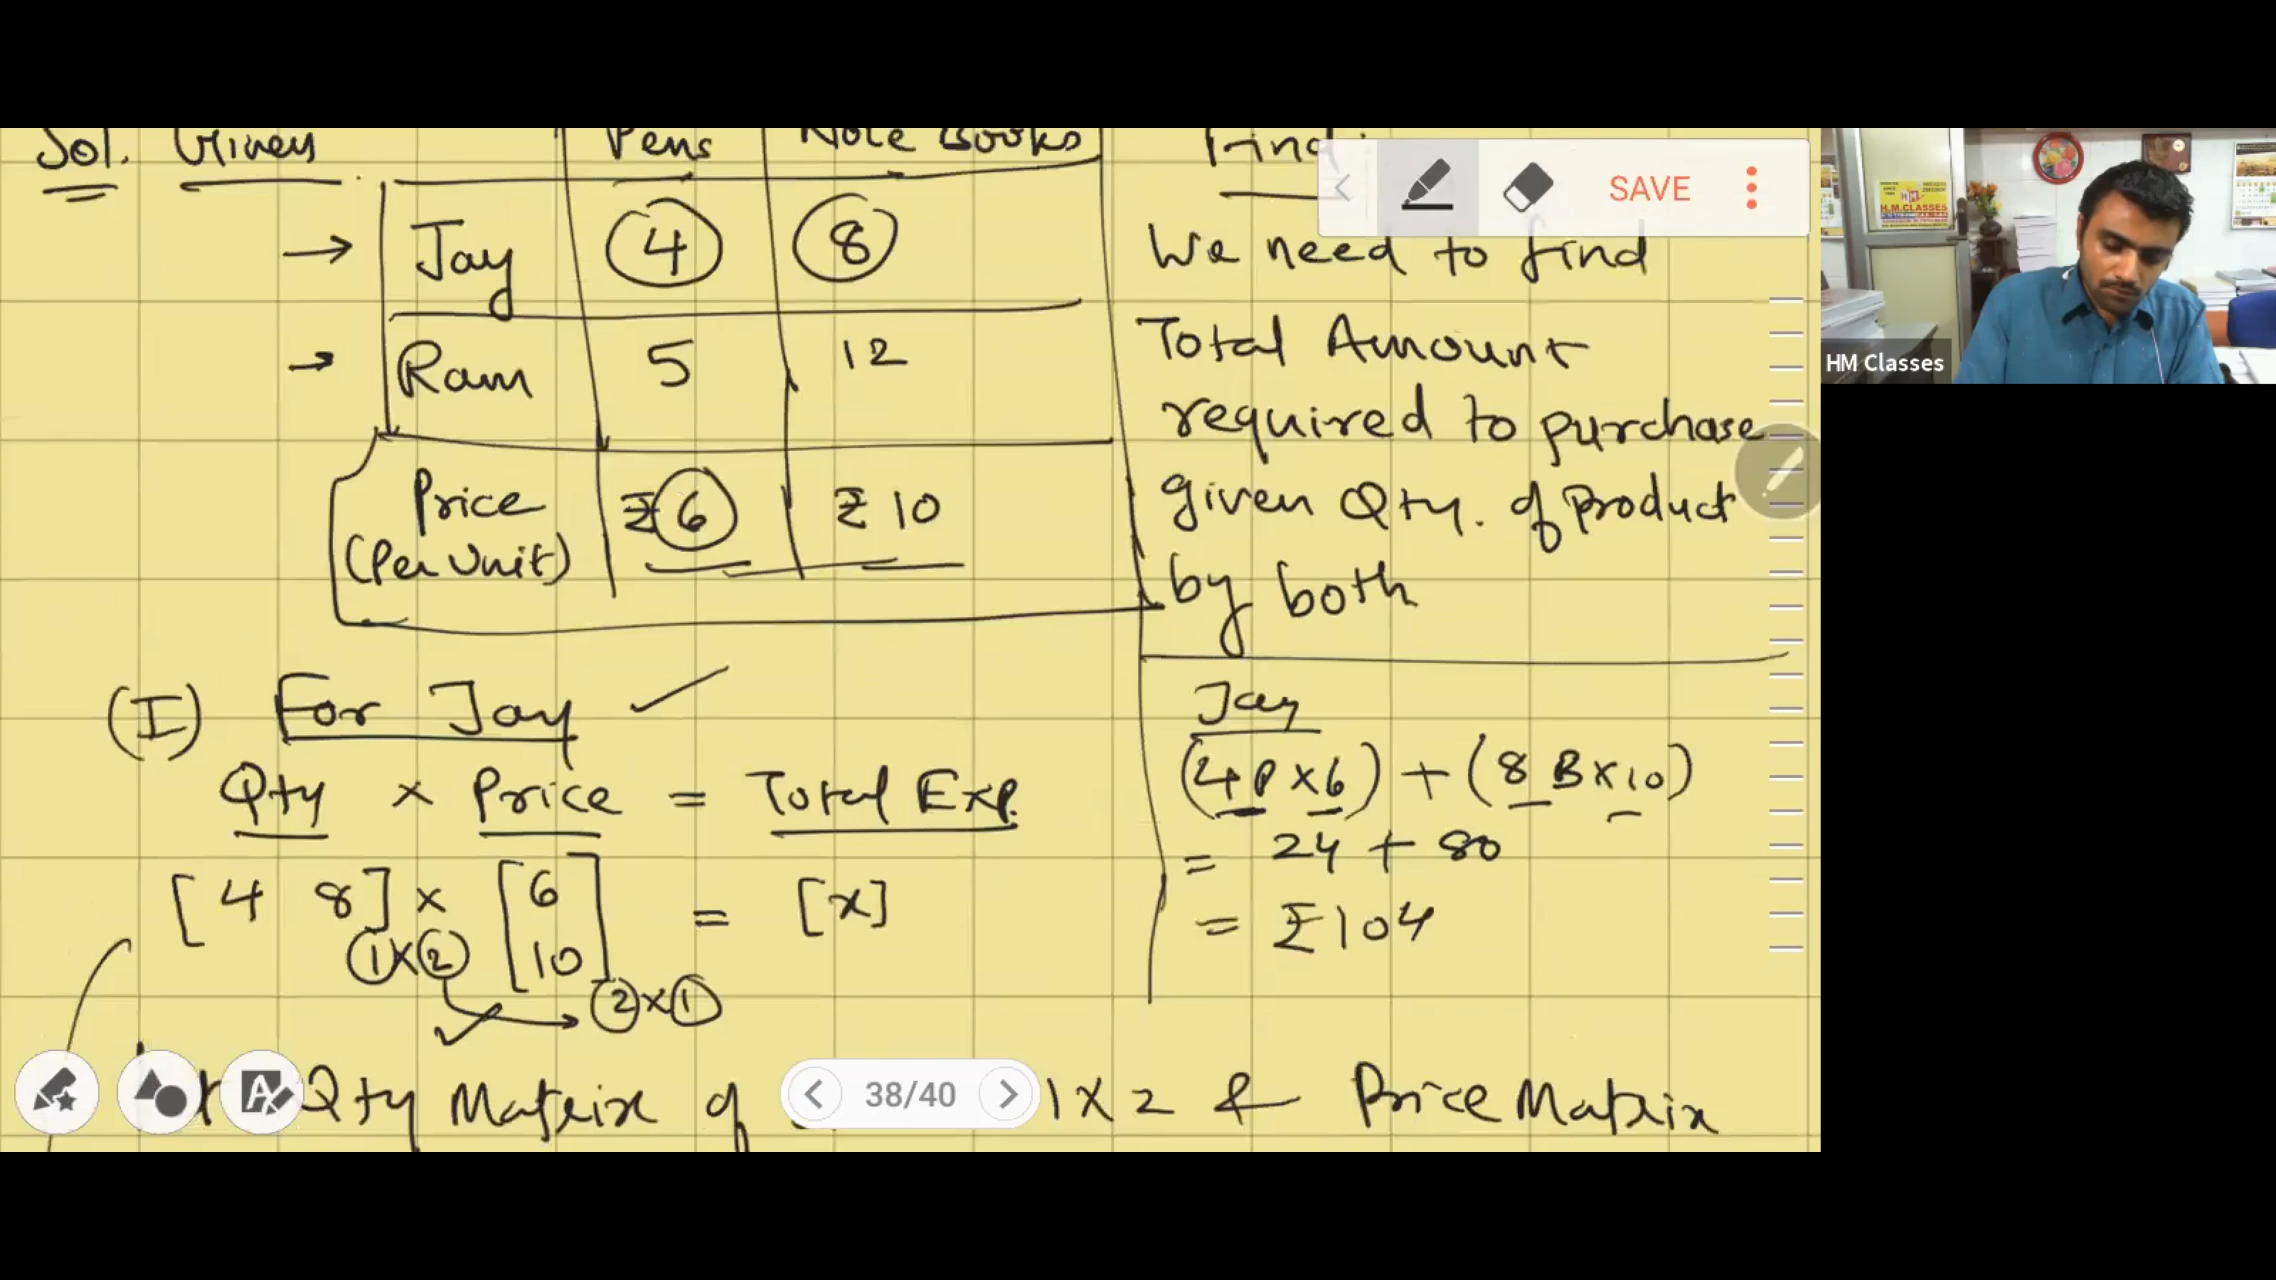 Sol. Given
Pens Note Books
Jay 4 8
Ram 5 12
Price ₹6 ₹10
(Per Unit)
Find
We need to find
Total Amount
required to purchase
given Qty. of Product
by both
SAVE
(I) For Jay
Qty × Price = Total Exp.
[4 8] × [6 10] = [x]
1×2
2×1
Jay
(4P×6) + (8 B×10)
= 24 + 80
= ₹104
Qty Matrix of
38/40
1×2 & Price Matrix
HM Classes
H.M.CLASSES